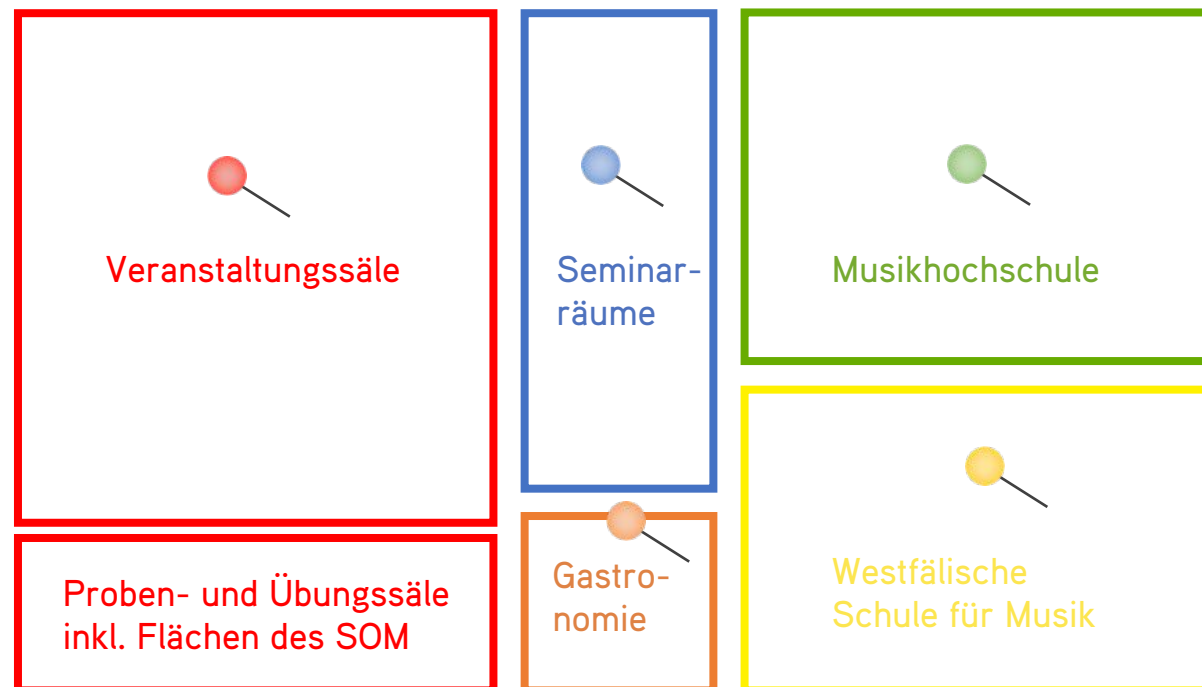 Veranstaltungssäle
Seminar-
räume
Musikhochschule
Proben- und Übungssäle
inkl. Flächen des SOM
Gastro-
nomie
Westfälische
Schule für Musik